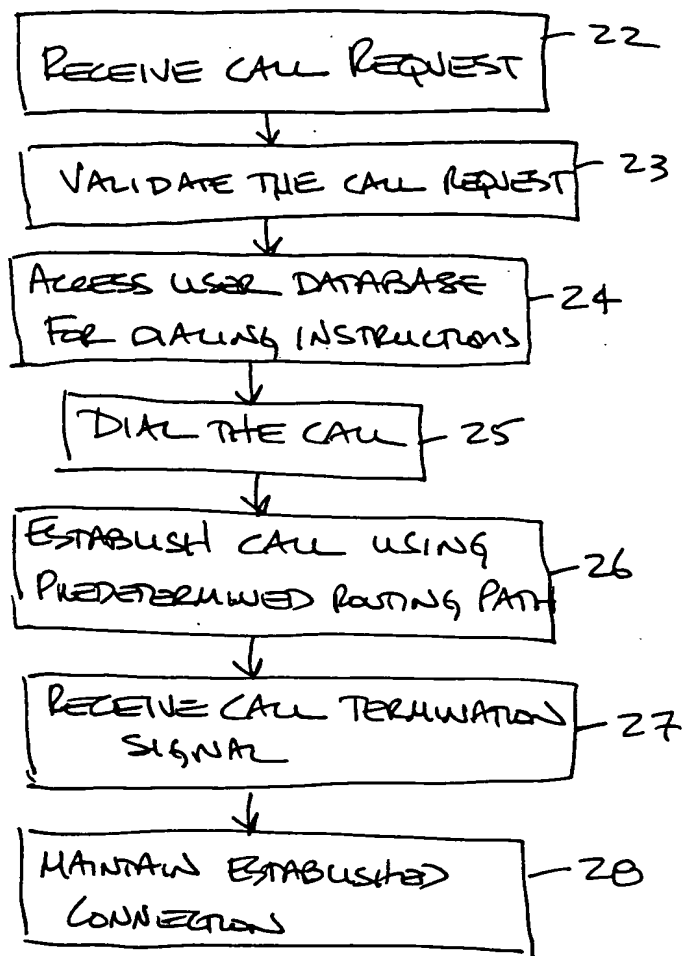 RECEIVE CALL REQUEST
22
VALIDATE THE CALL REQUEST
23
ACCESS USER DATABASE
FOR DIALING INSTRUCTIONS
24
DIAL THE CALL
25
ESTABLISH CALL USING
PREDETERMINED ROUTING PATH
26
RECEIVE CALL TERMINATION
SIGNAL
27
MAINTAIN ESTABLISHED
CONNECTION
28